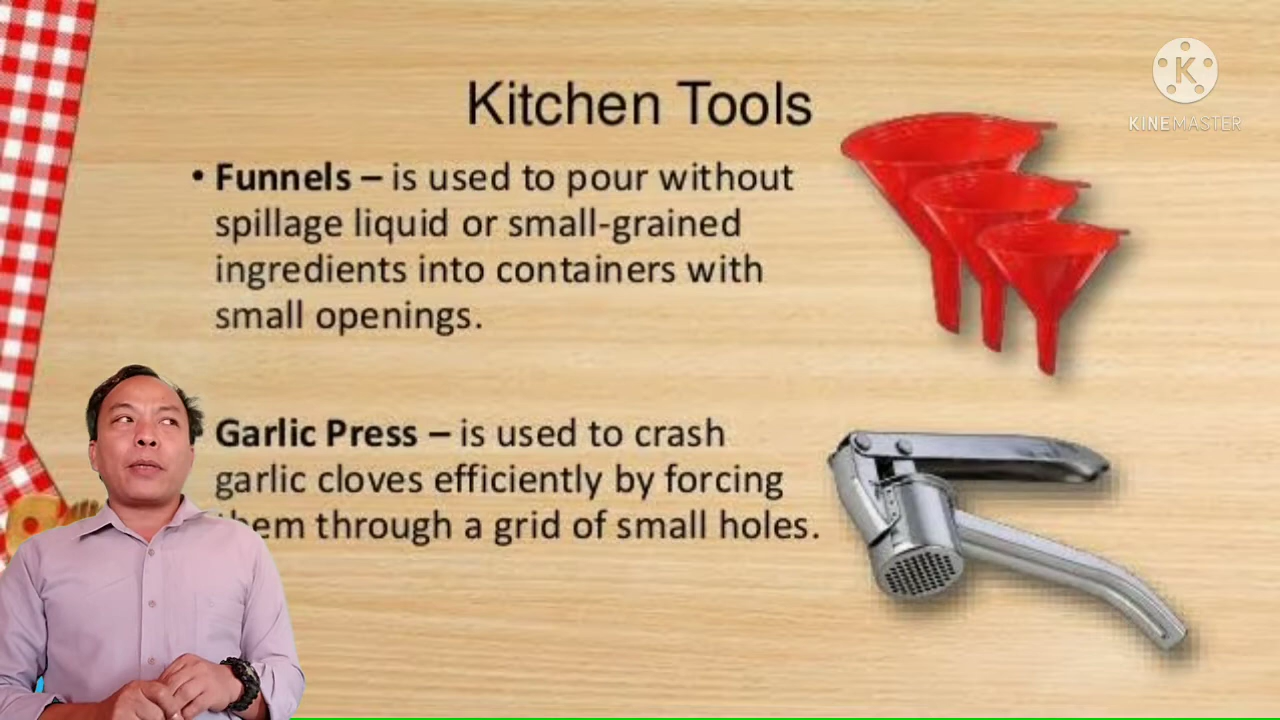 Kitchen Tools
• Funnels – is used to pour without
spillage liquid or small-grained
ingredients into containers with
small openings.
Garlic Press – is used to crash
garlic cloves efficiently by forcing
them through a grid of small holes.
K
KINEMASTER